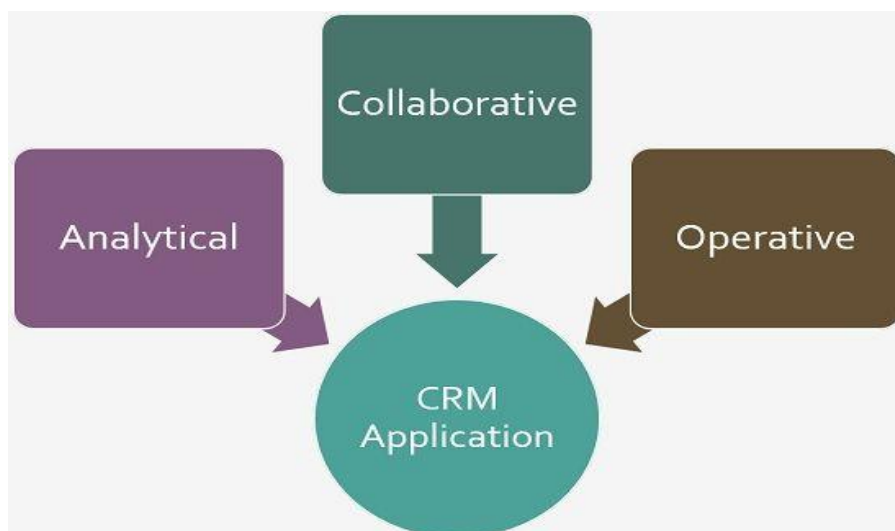 Collaborative
Analytical
Operative
CRM
Application